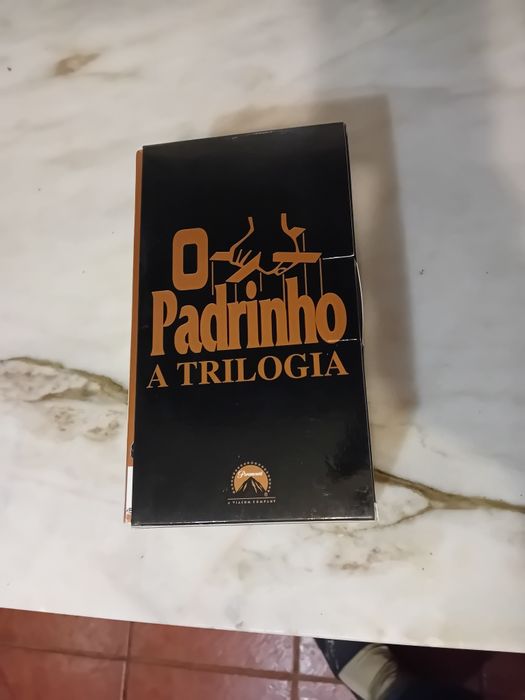 O
Padrinho
A TRILOGIA
Paramount
A VIACOM COMPANY